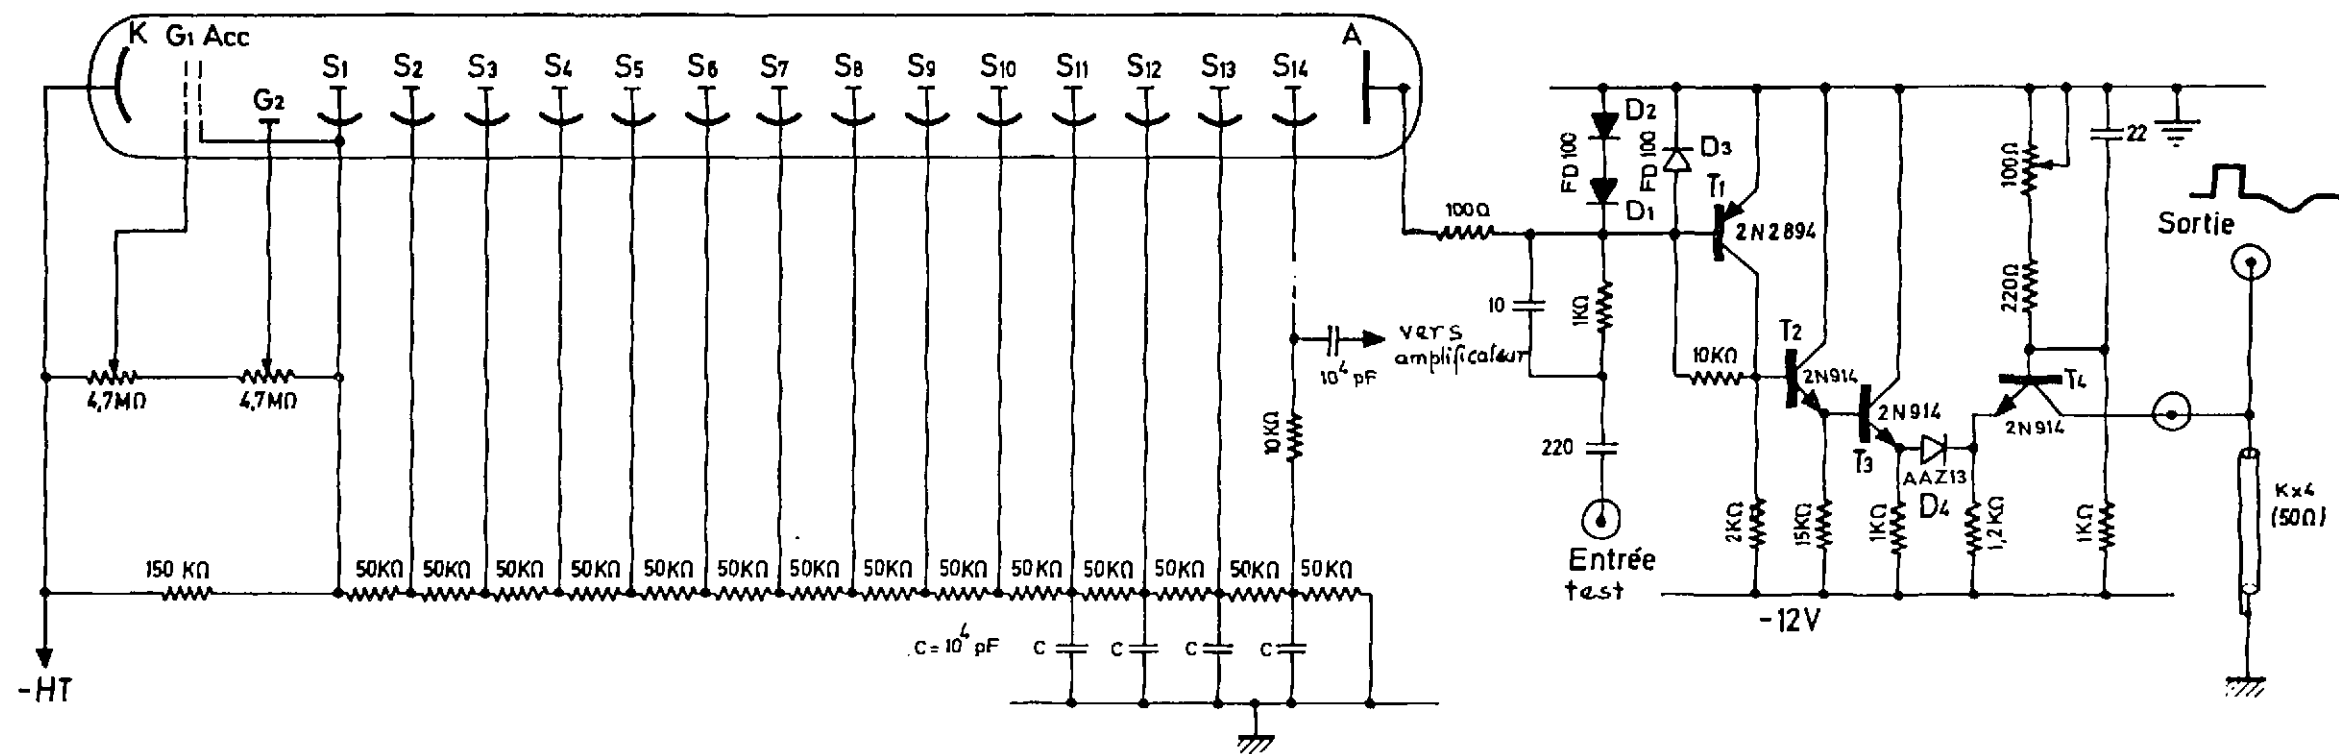 K G1 Acc
G2
S1 S2 S3 S4 S5 S6 S7 S8 S9 S10 S11 S12 S13 S14
A
4,7MΩ 4,7MΩ
150 KΩ 50KΩ 50KΩ 50KΩ 50KΩ 50KΩ 50KΩ 50KΩ 50KΩ 50KΩ 50KΩ 50KΩ 50KΩ 50KΩ 50KΩ
-HT
C = 10⁴ pF
C C C C
10KΩ
10⁴ pF
vers
amplificateur
100Ω
10
1KΩ
220
Entrée
test
D2
FD 100
D1
FD 100
D3
T1
2N2894
10KΩ
2KΩ
T2
2N914
15KΩ
T3
2N914
1KΩ
AAZ13
D4
1,2KΩ
100Ω
220Ω
22
T4
2N914
1KΩ
-12V
Sortie
Kx4
(50Ω)